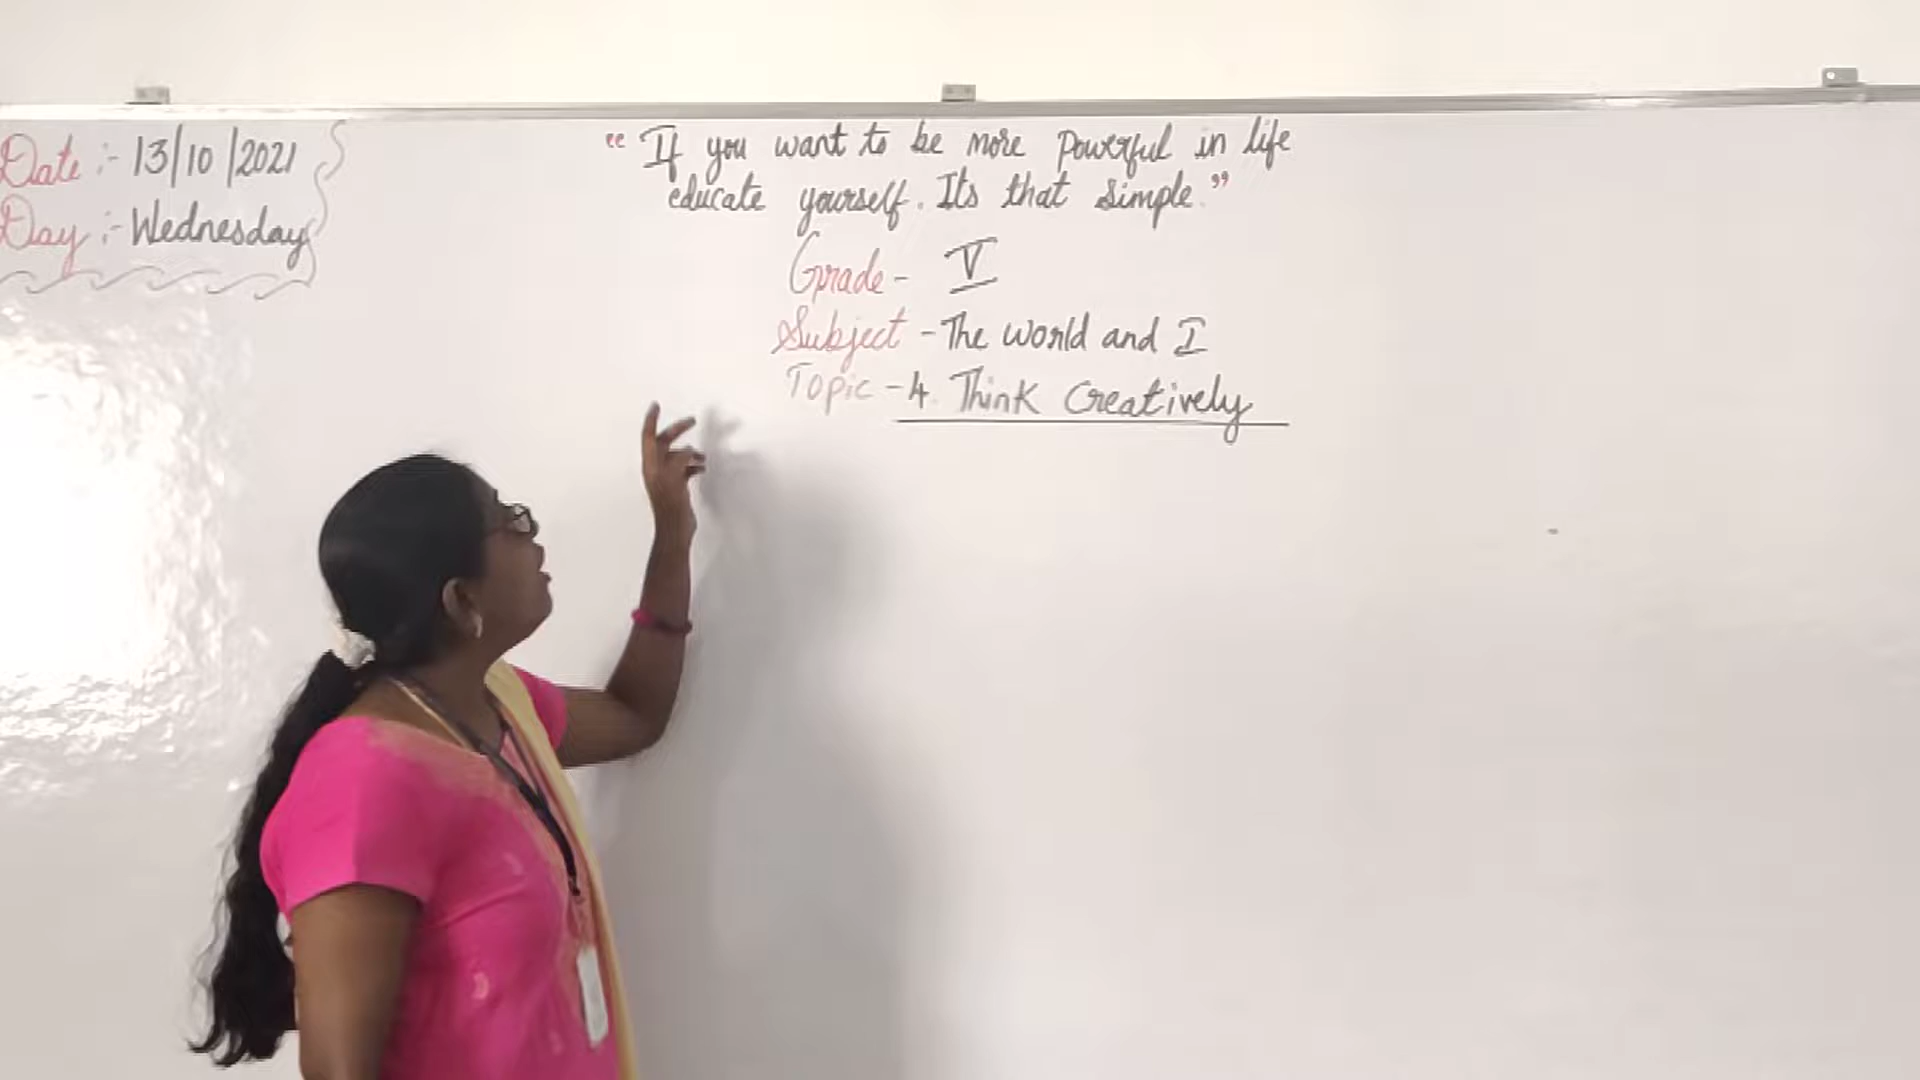 Date :- 13/10/2021
Day :- Wednesday
"If you want to be more powerful in life
educate yourself. Its that simple."
Grade - V
Subject - The world and I
Topic - 4. Think Creatively